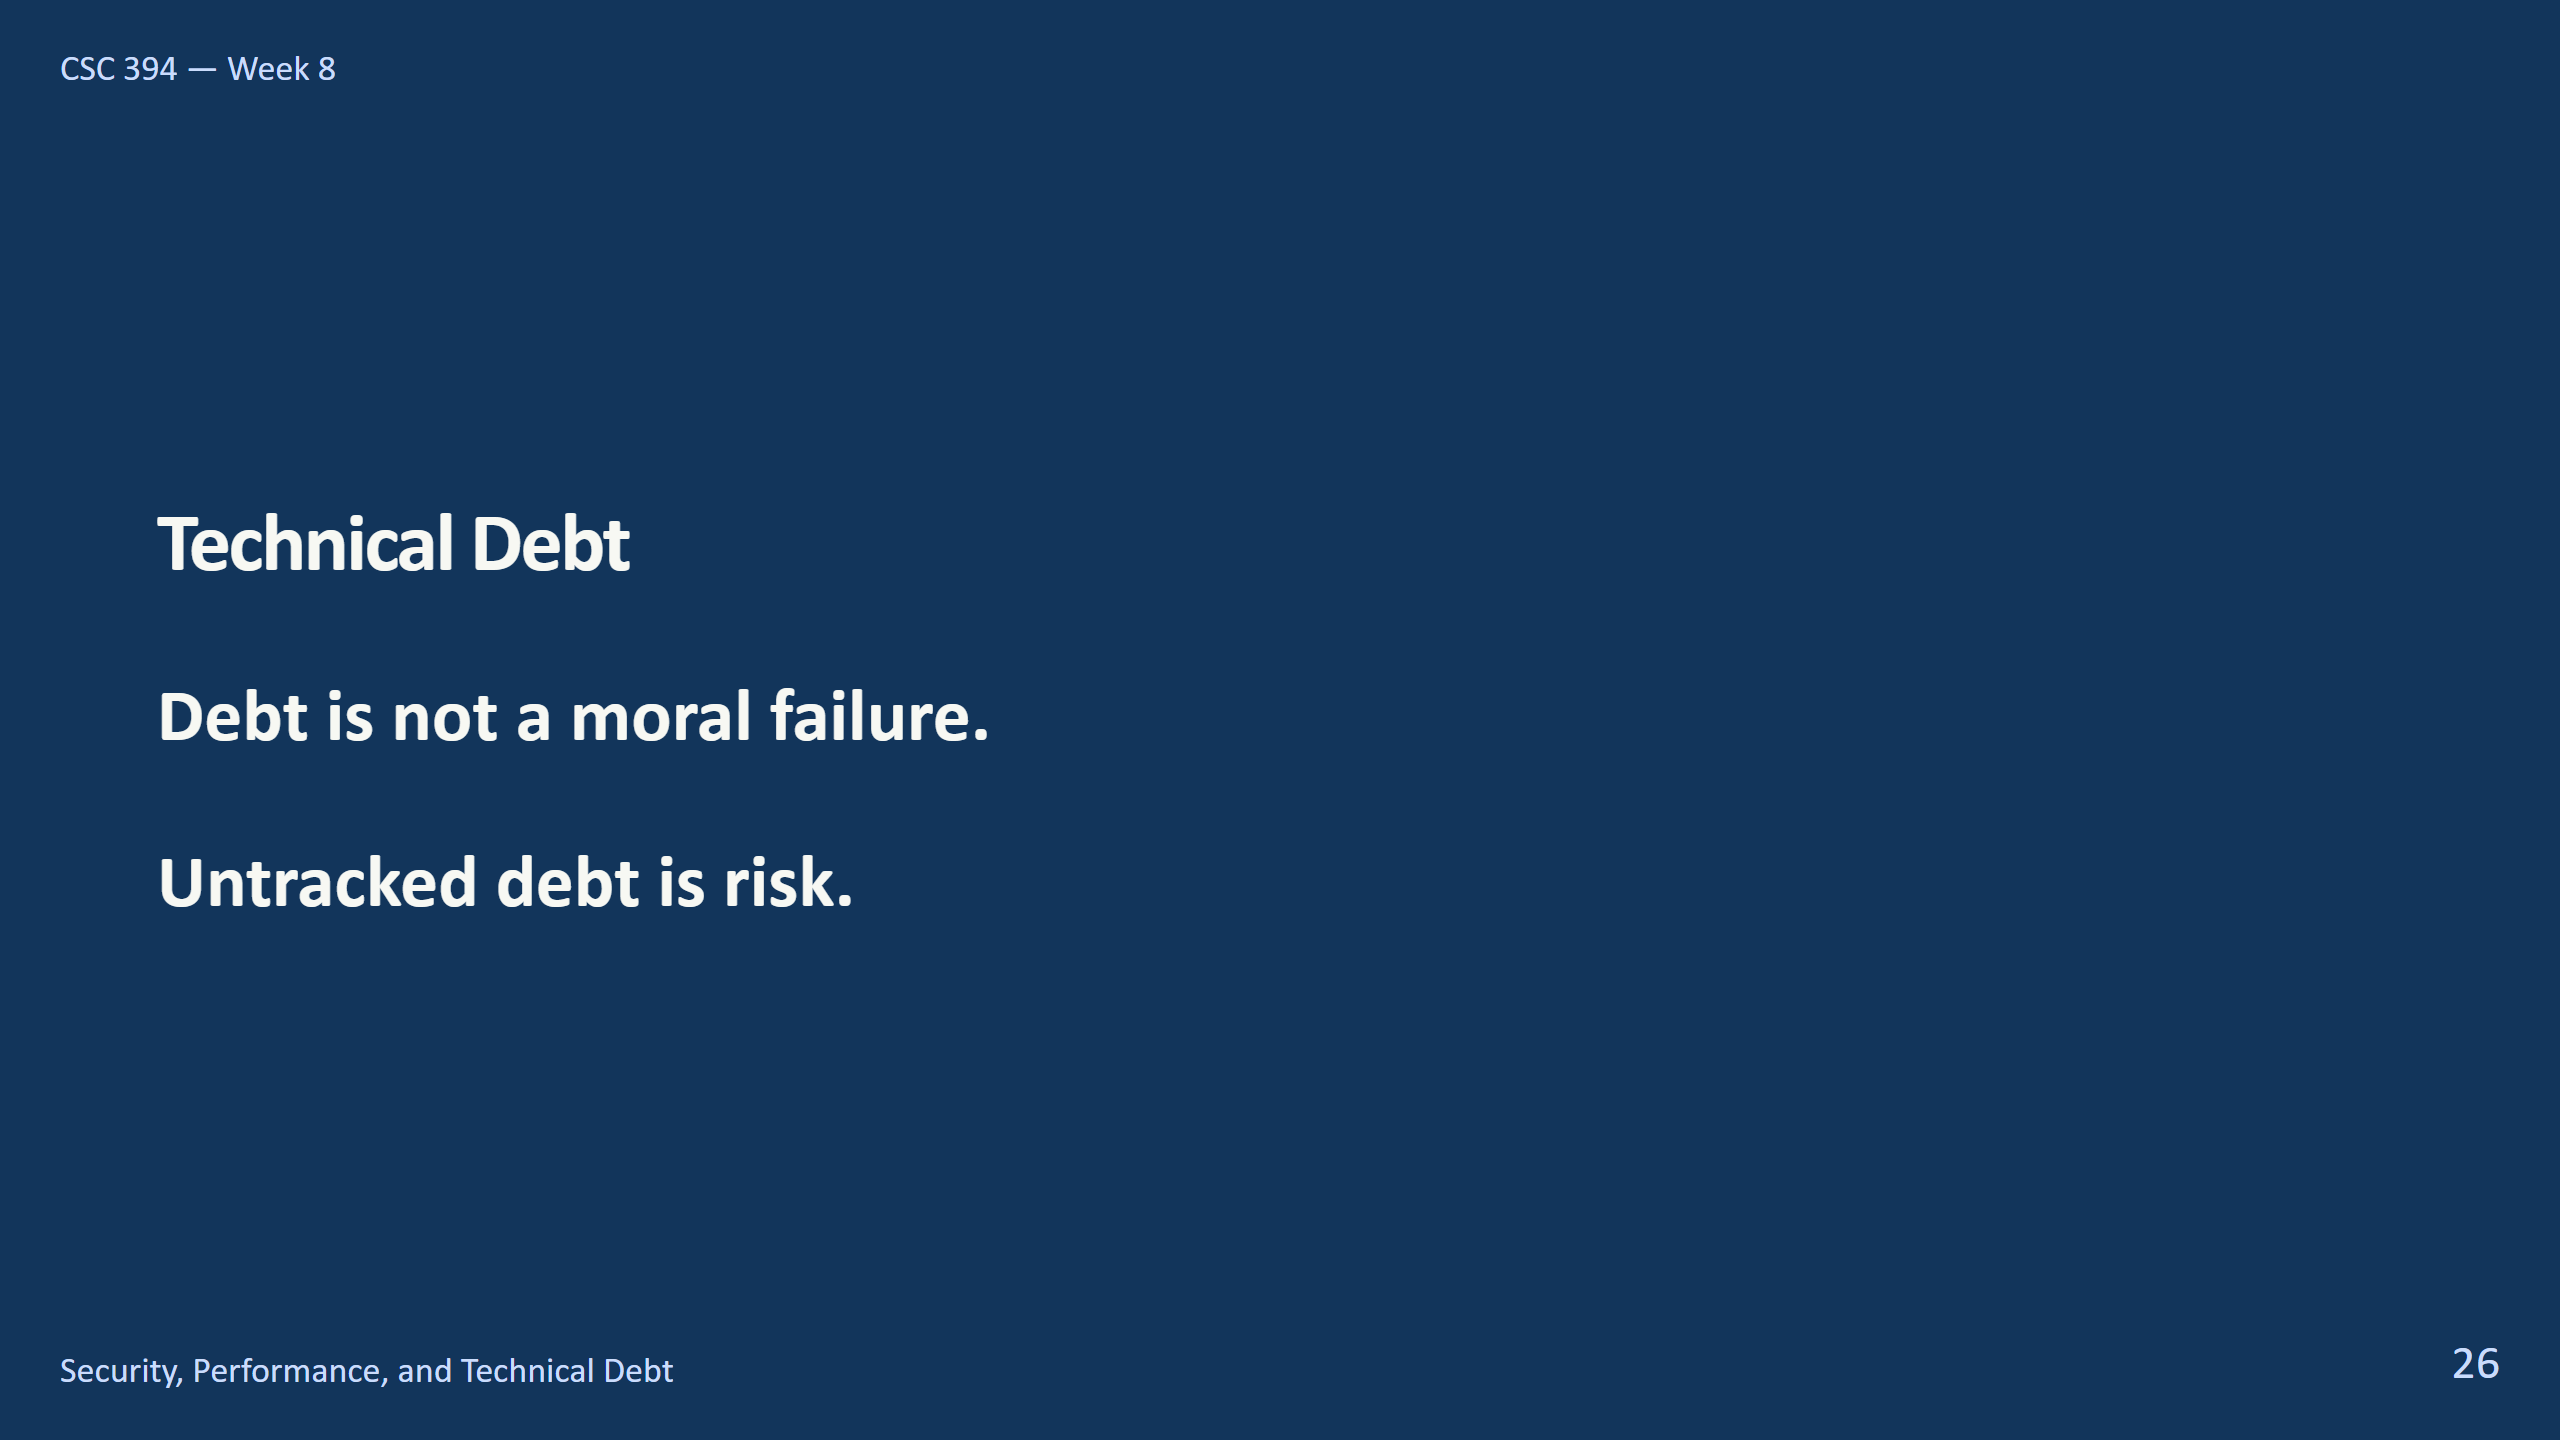 CSC 394 — Week 8
Technical Debt
Debt is not a moral failure.
Untracked debt is risk.
Security, Performance, and Technical Debt
26